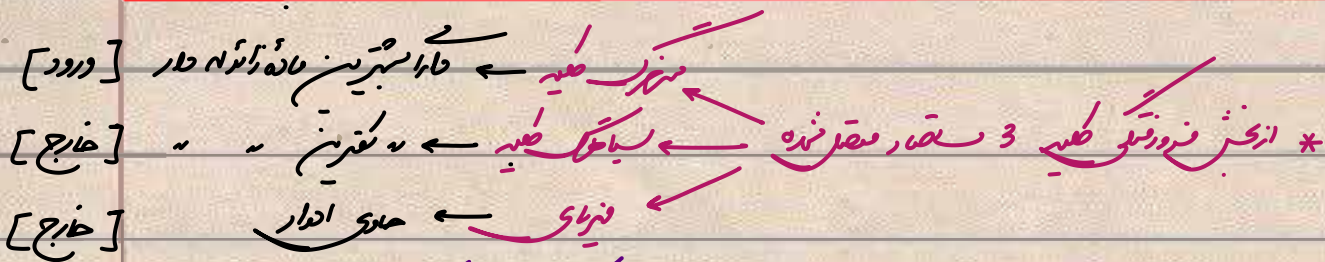 سرخرگ کلیه ← دارا بیشترین مادهٔ زائد دار [ورود]
* از بخش فرورفتگی کلیه 3 ساختار متصل شده ← سیاهرگ کلیه ← " کمترین " " [خارج]
میزنای ← حاوی ادرار [خارج]